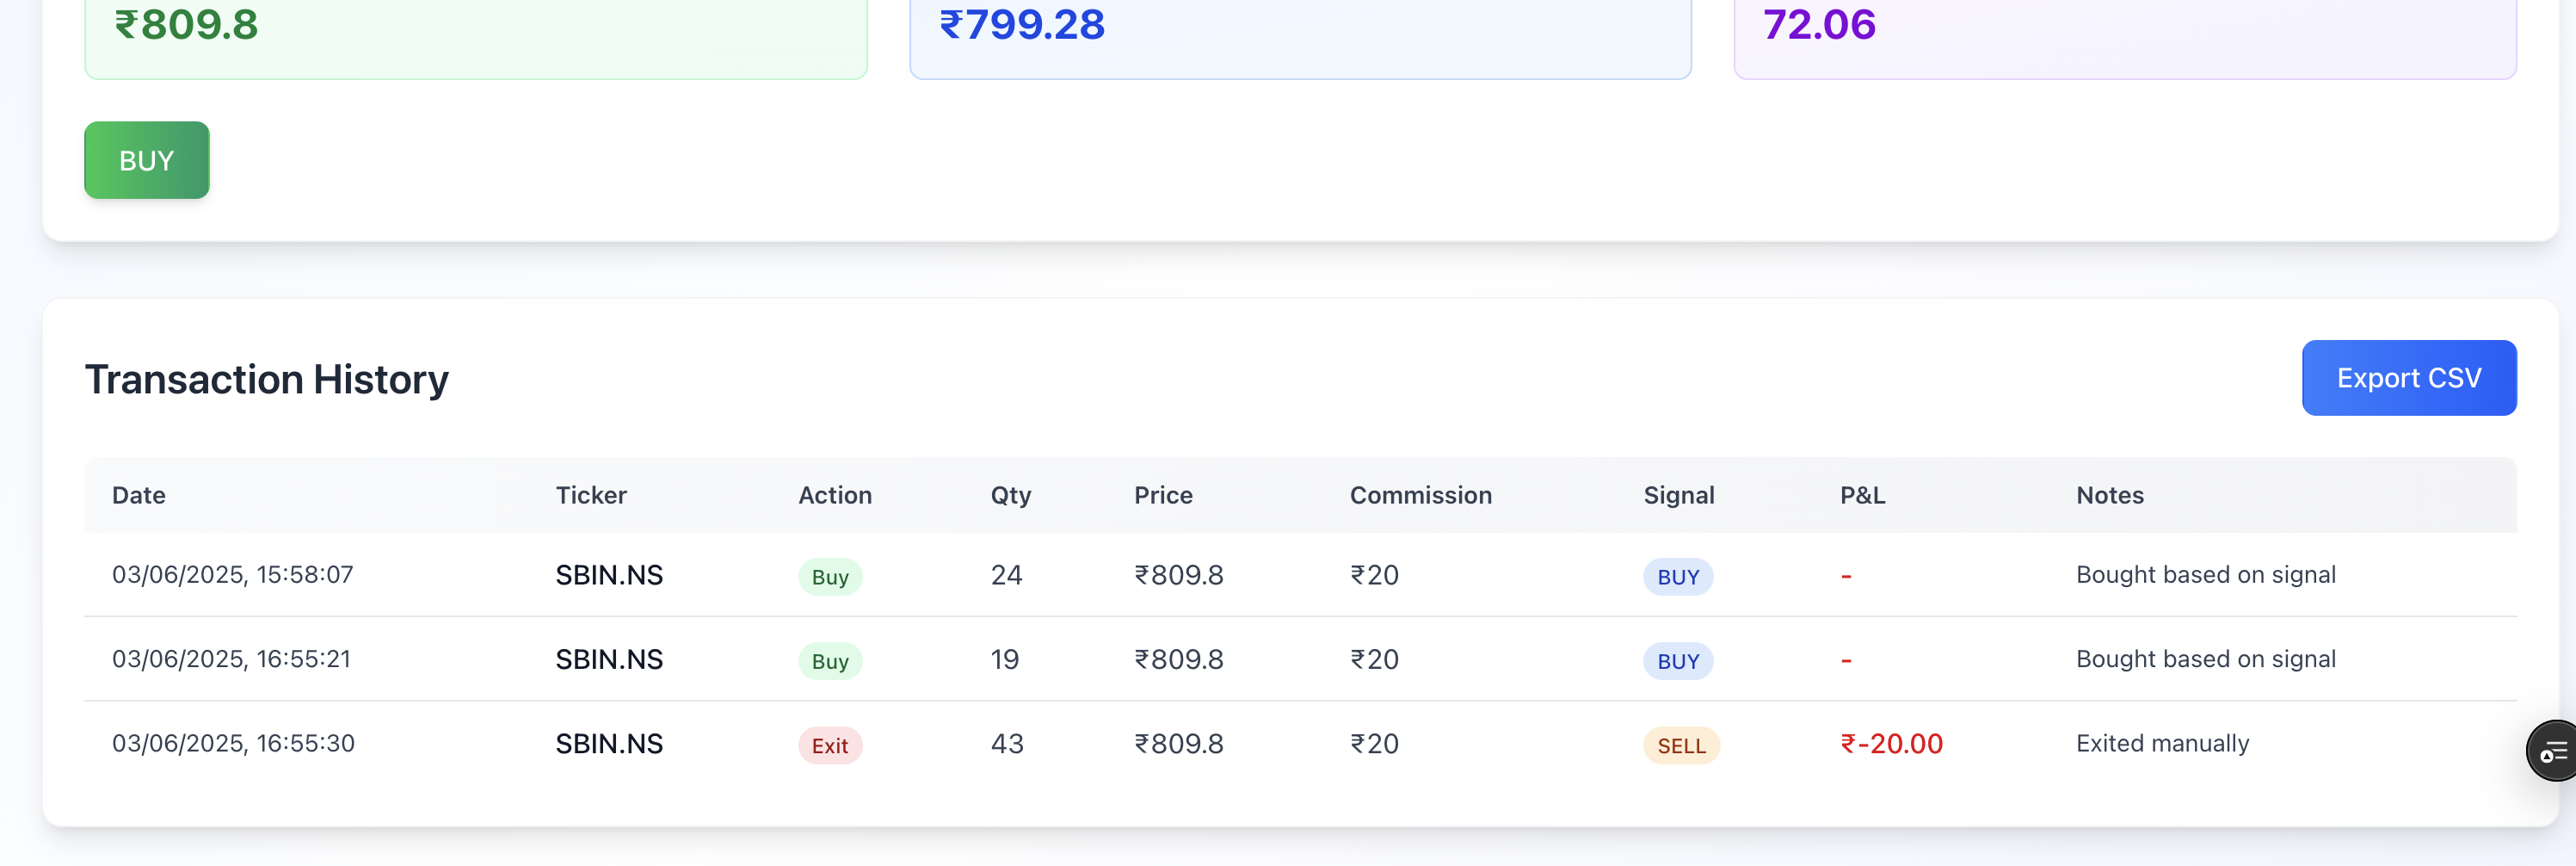 ₹809.8 ₹799.28 72.06
BUY
Transaction History Export CSV
Date Ticker Action Qty Price Commission Signal P&L Notes
03/06/2025, 15:58:07 SBIN.NS Buy 24 ₹809.8 ₹20 BUY - Bought based on signal
03/06/2025, 16:55:21 SBIN.NS Buy 19 ₹809.8 ₹20 BUY - Bought based on signal
03/06/2025, 16:55:30 SBIN.NS Exit 43 ₹809.8 ₹20 SELL ₹-20.00 Exited manually